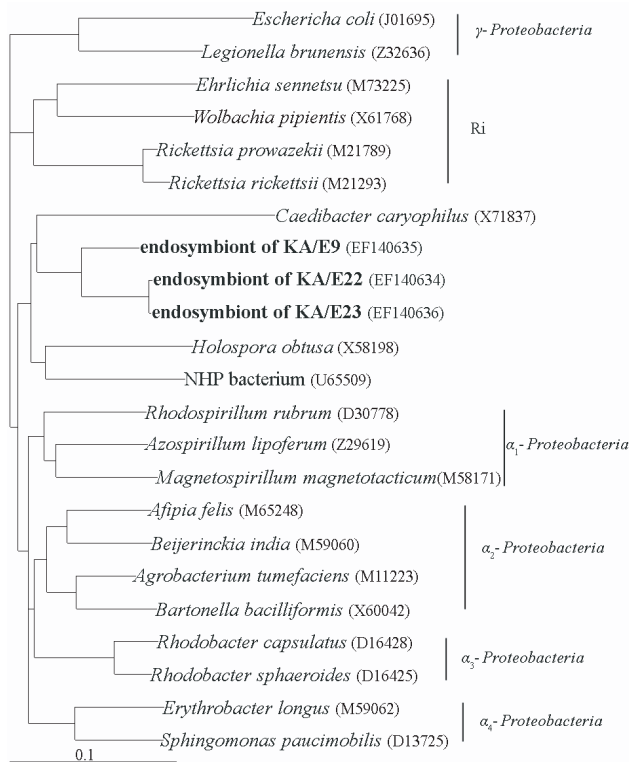 Eschericha coli (J01695)
γ- Proteobacteria
Legionella brunensis (Z32636)
Ehrlichia sennetsu (M73225)
Wolbachia pipientis (X61768)
Ri
Rickettsia prowazekii (M21789)
Rickettsia rickettsii (M21293)
Caedibacter caryophilus (X71837)
endosymbiont of KA/E9 (EF140635)
endosymbiont of KA/E22 (EF140634)
endosymbiont of KA/E23 (EF140636)
Holospora obtusa (X58198)
NHP bacterium (U65509)
Rhodospirillum rubrum (D30778)
Azospirillum lipoferum (Z29619)
α1- Proteobacteria
Magnetospirillum magnetotacticum(M58171)
Afipia felis (M65248)
Beijerinckia india (M59060)
α2- Proteobacteria
Agrobacterium tumefaciens (M11223)
Bartonella bacilliformis (X60042)
Rhodobacter capsulatus (D16428)
α3- Proteobacteria
Rhodobacter sphaeroides (D16425)
Erythrobacter longus (M59062)
α4- Proteobacteria
Sphingomonas paucimobilis (D13725)
0.1